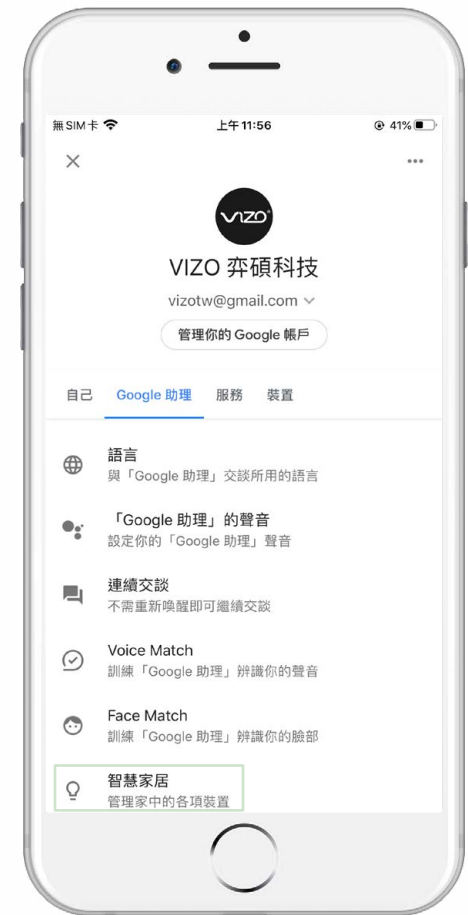 無SIM卡 上午11:56 41%
VIZO
VIZO 弈碩科技
vizotw@gmail.com
管理你的 Google 帳戶
自己 Google 助理 服務 裝置
語言
與「Google 助理」交談所用的語言
「Google 助理」的聲音
設定你的「Google 助理」聲音
連續交談
不需重新喚醒即可繼續交談
Voice Match
訓練「Google 助理」辨識你的聲音
Face Match
訓練「Google 助理」辨識你的臉部
智慧家居
管理家中的各項裝置